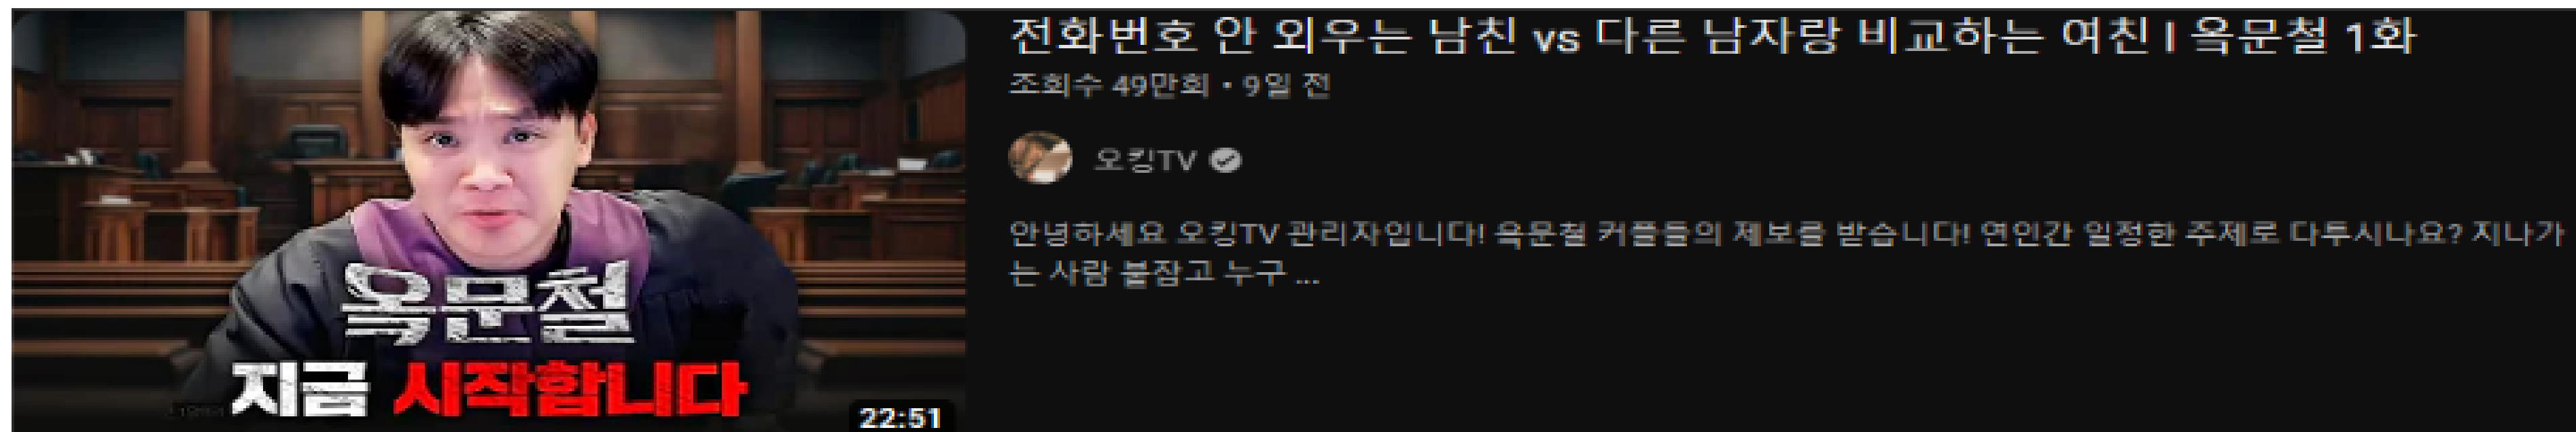 전화번호 안 외우는 남친 vs 다른 남자랑 비교하는 여친 l 옥문철 1화
조회수 49만회 • 9일 전
오킹TV
안녕하세요 오킹TV 관리자입니다! 옥문철 커플들의 제보를 받습니다! 연인간 일정한 주제로 다투시나요? 지나가
는 사람 붙잡고 누구 ...
옥문철
지금 시작합니다
22:51